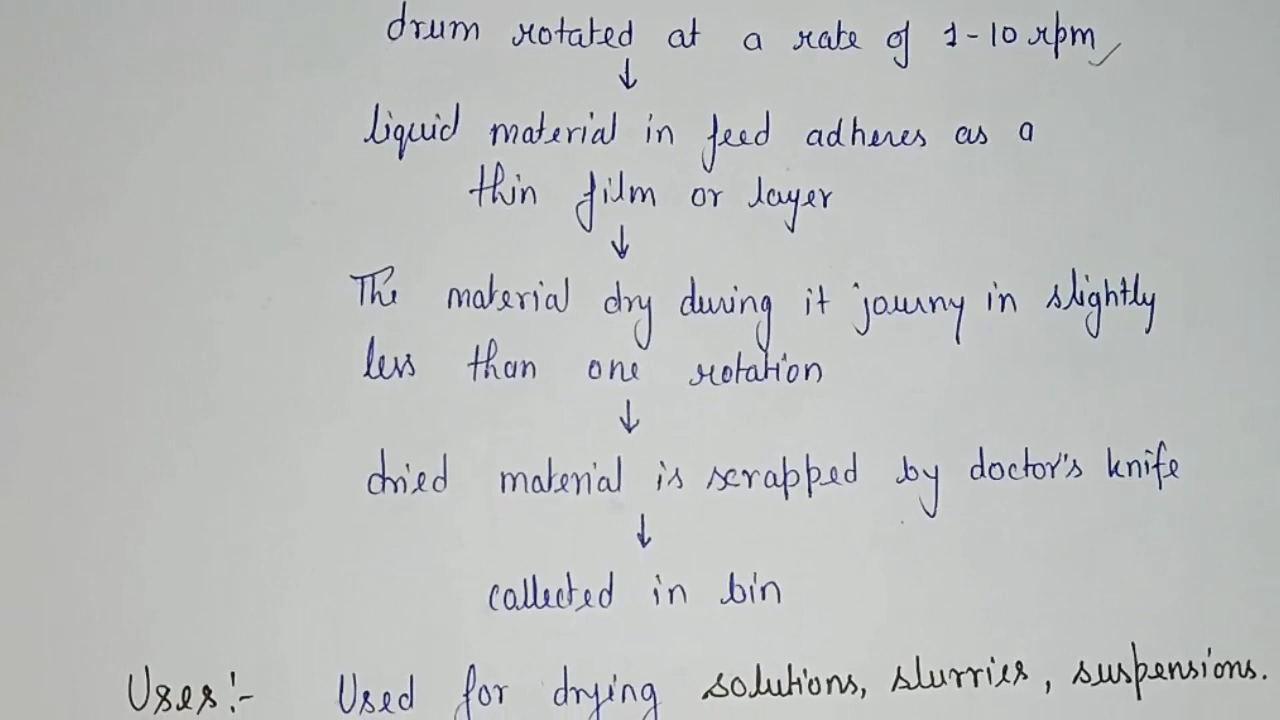 drum rotated at a rate of 1-10 rpm
↓
liquid material in feed adheres as a
thin film or layer
↓
The material dry during it journy in slightly
less than one rotation
↓
dried material is scrapped by doctor's knife
↓
collected in bin
Uses:- Used for drying solutions, slurries, suspensions.